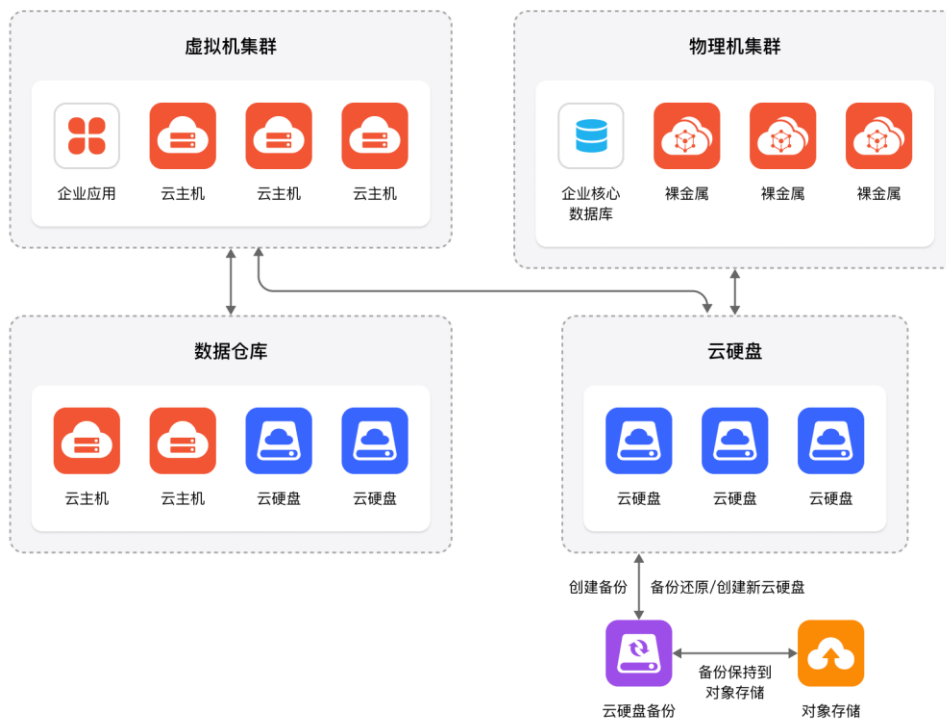 虚拟机集群
物理机集群
企业应用
云主机
云主机
云主机
企业核心
数据库
裸金属
裸金属
裸金属
数据仓库
云硬盘
云主机
云主机
云硬盘
云硬盘
云硬盘
云硬盘
云硬盘
创建备份
备份还原/创建新云硬盘
备份保持到
对象存储
云硬盘备份
对象存储